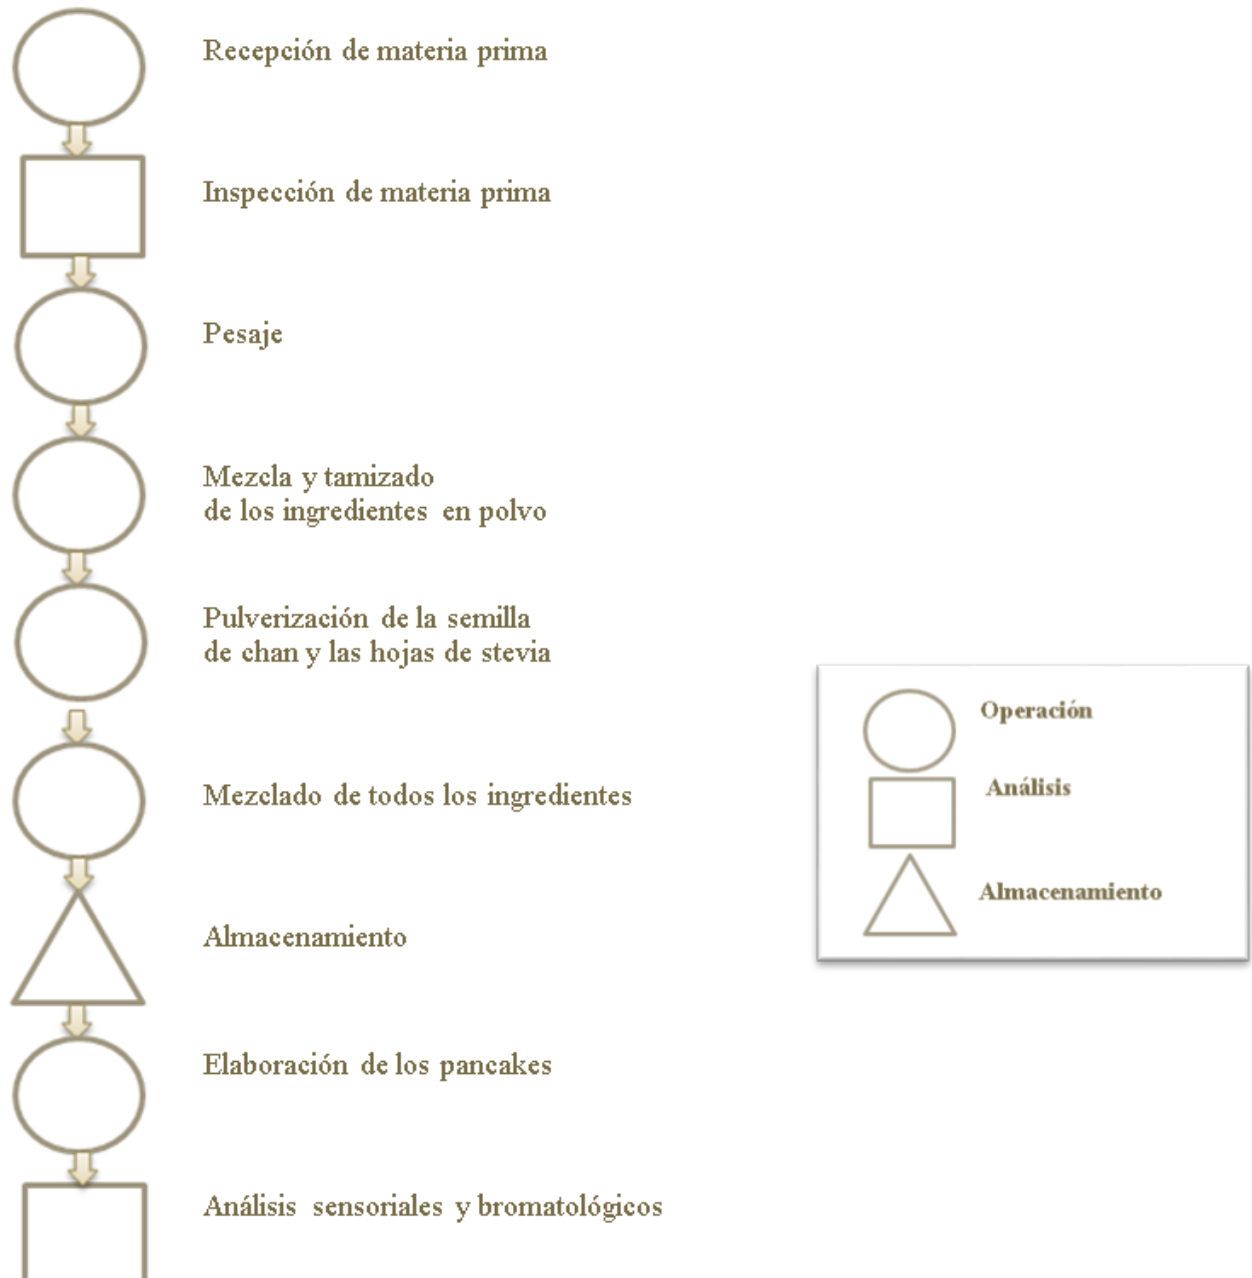 Recepción de materia prima
Inspección de materia prima
Pesaje
Mezcla y tamizado
de los ingredientes en polvo
Pulverización de la semilla
de chan y las hojas de stevia
Mezclado de todos los ingredientes
Almacenamiento
Elaboración de los pancakes
Análisis sensoriales y bromatológicos
Operación
Análisis
Almacenamiento